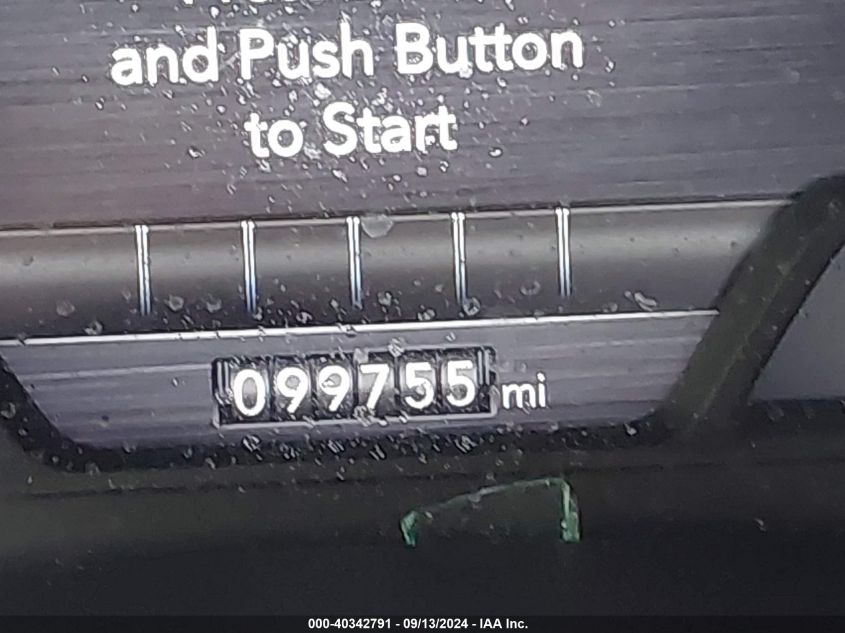 and Push Button
to Start
099755 mi
000-40342791 - 09/13/2024 - IAA Inc.